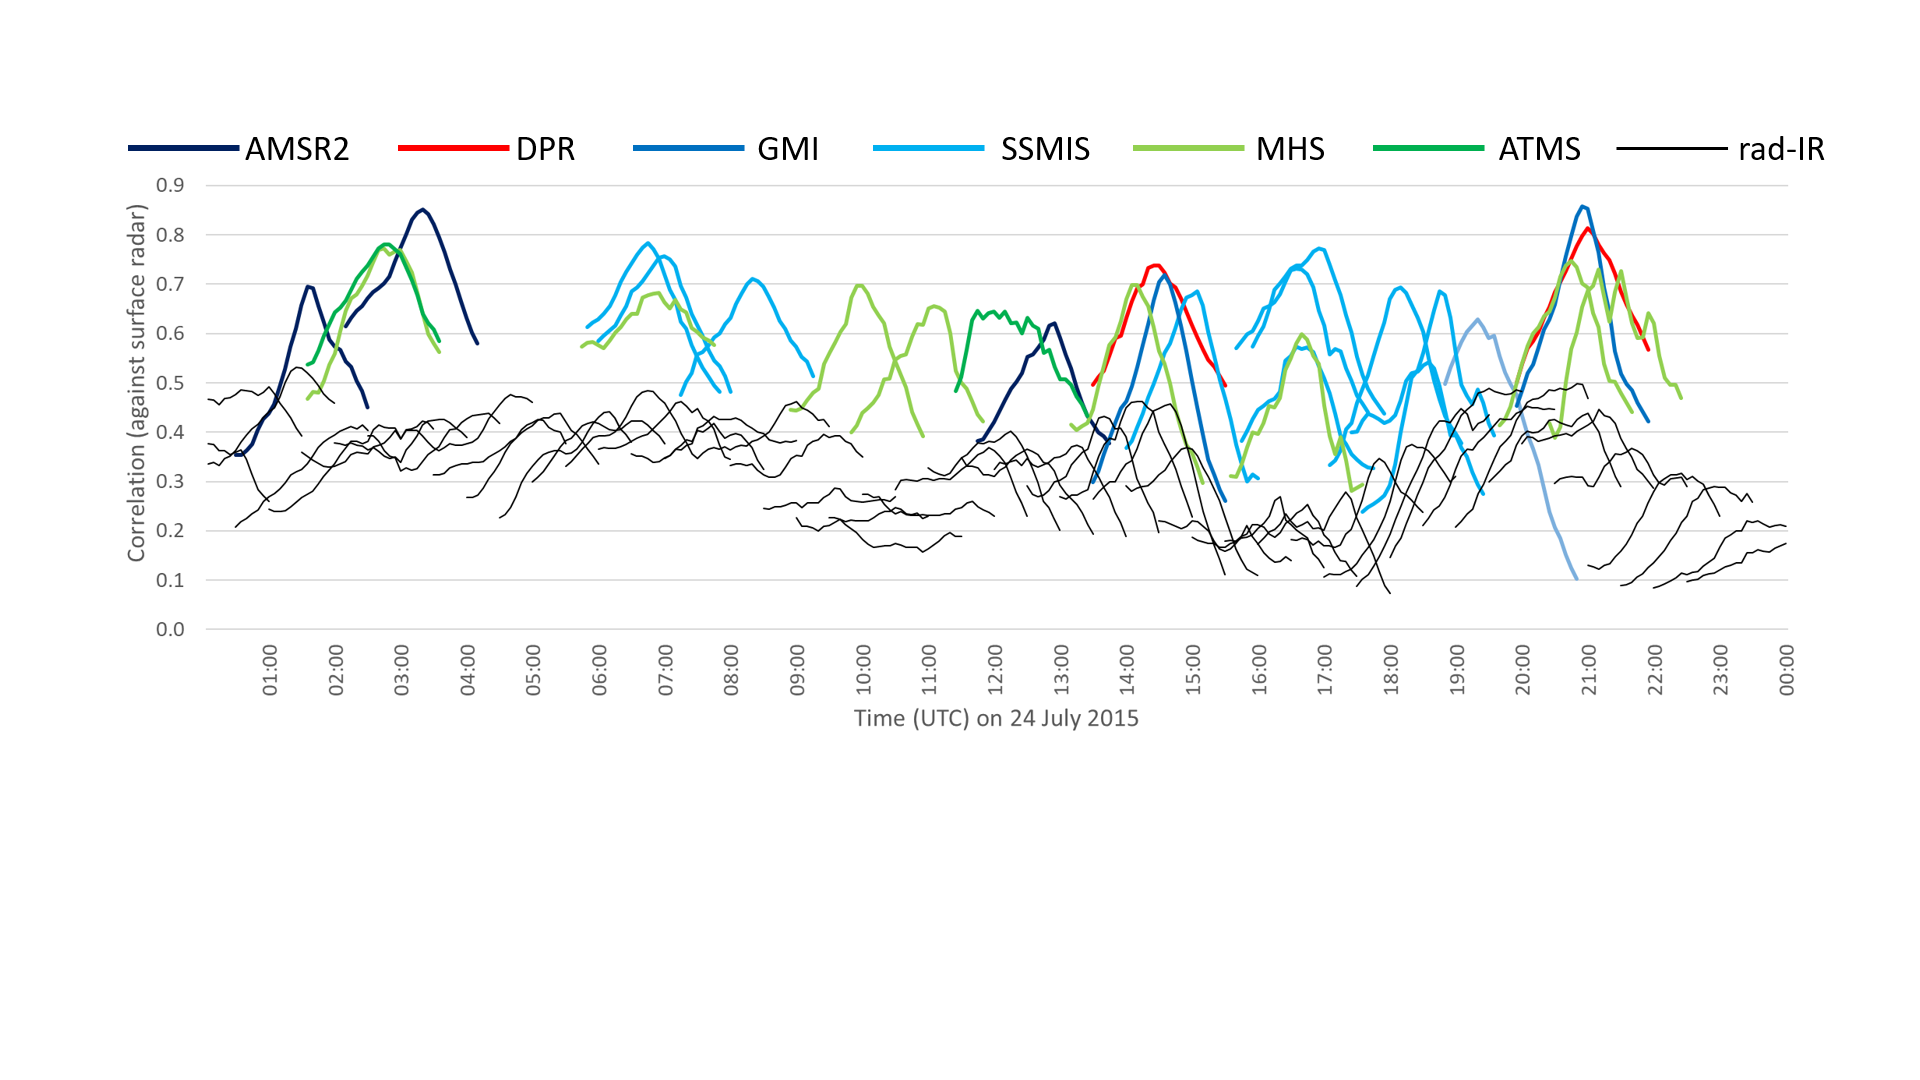 AMSR2 DPR GMI SSMIS MHS ATMS rad-IR
Correlation (against surface radar)
0.9
0.8
0.7
0.6
0.5
0.4
0.3
0.2
0.1
0.0
01:00 02:00 03:00 04:00 05:00 06:00 07:00 08:00 09:00 10:00 11:00 12:00 13:00 14:00 15:00 16:00 17:00 18:00 19:00 20:00 21:00 22:00 23:00 00:00
Time (UTC) on 24 July 2015